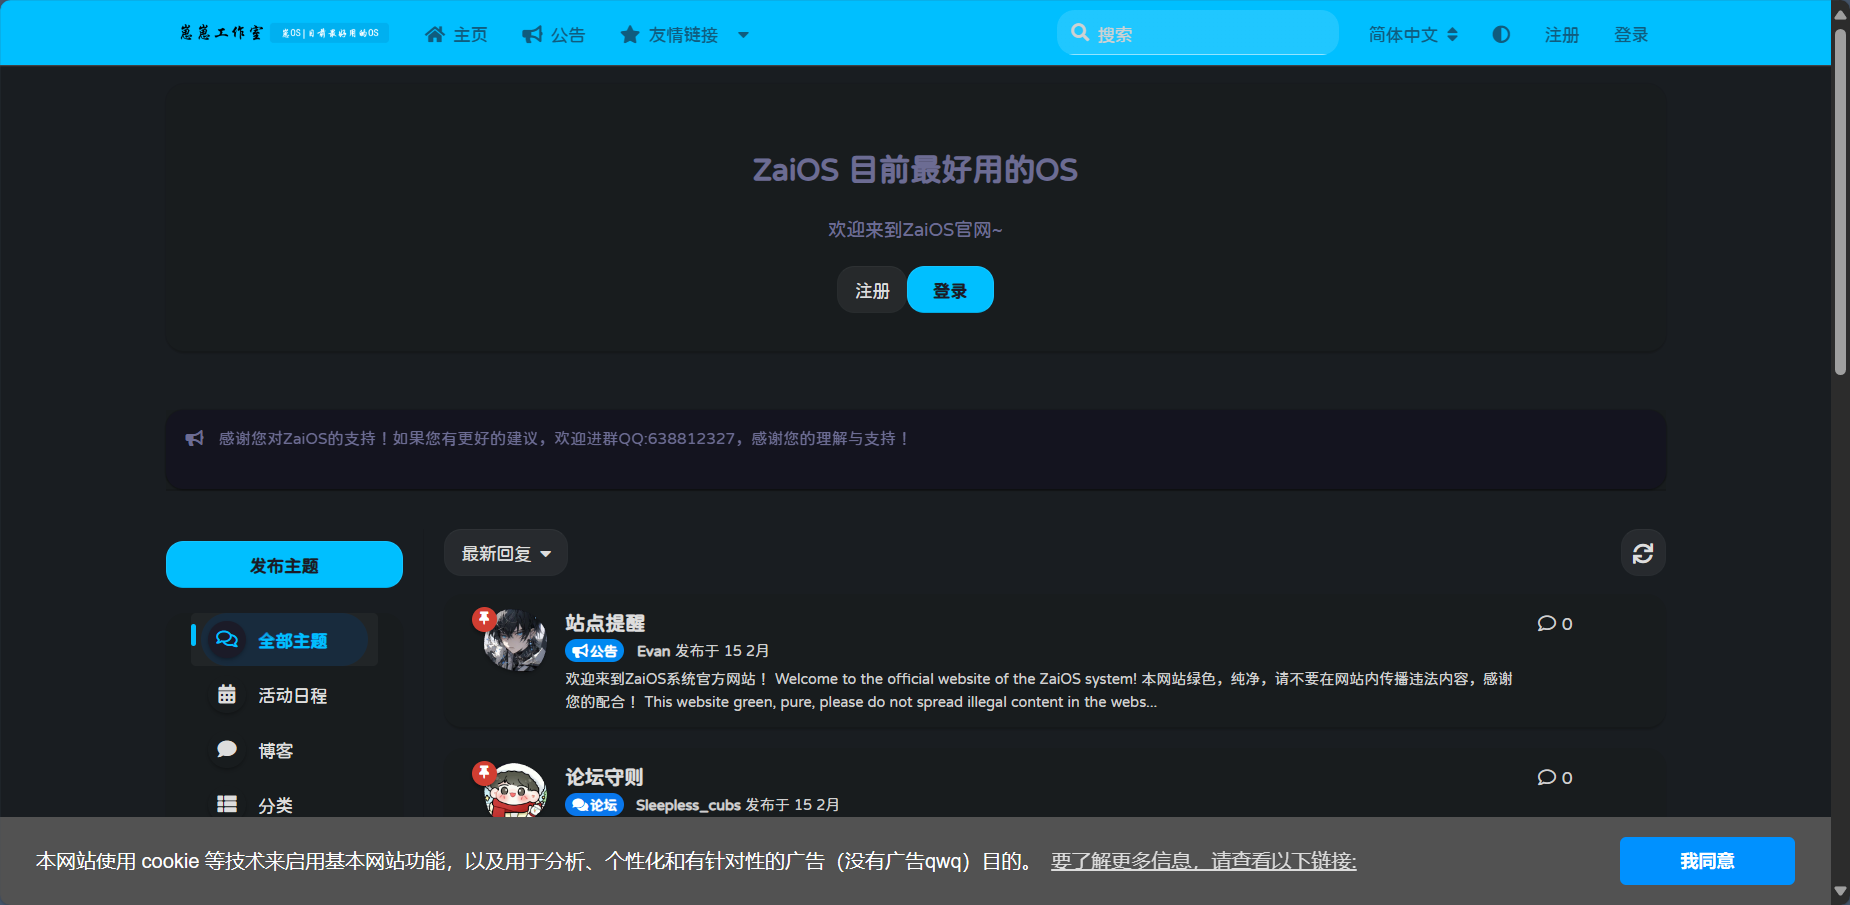 崽崽工作室 崽OS|目前最好用的OS 主页 公告 友情链接 搜索 简体中文 注册 登录
ZaiOS 目前最好用的OS
欢迎来到ZaiOS官网~
注册 登录
感谢您对ZaiOS的支持！如果您有更好的建议，欢迎进群QQ:638812327，感谢您的理解与支持！
发布主题
最新回复
全部主题
活动日程
博客
分类
站点提醒 0
公告 Evan 发布于 15 2月
欢迎来到ZaiOS系统官方网站！ Welcome to the official website of the ZaiOS system! 本网站绿色，纯净，请不要在网站内传播违法内容，感谢
您的配合！ This website green, pure, please do not spread illegal content in the webs...
论坛守则 0
论坛 Sleepless_cubs 发布于 15 2月
本网站使用 cookie 等技术来启用基本网站功能，以及用于分析、个性化和有针对性的广告（没有广告qwq）目的。 要了解更多信息，请查看以下链接: 我同意